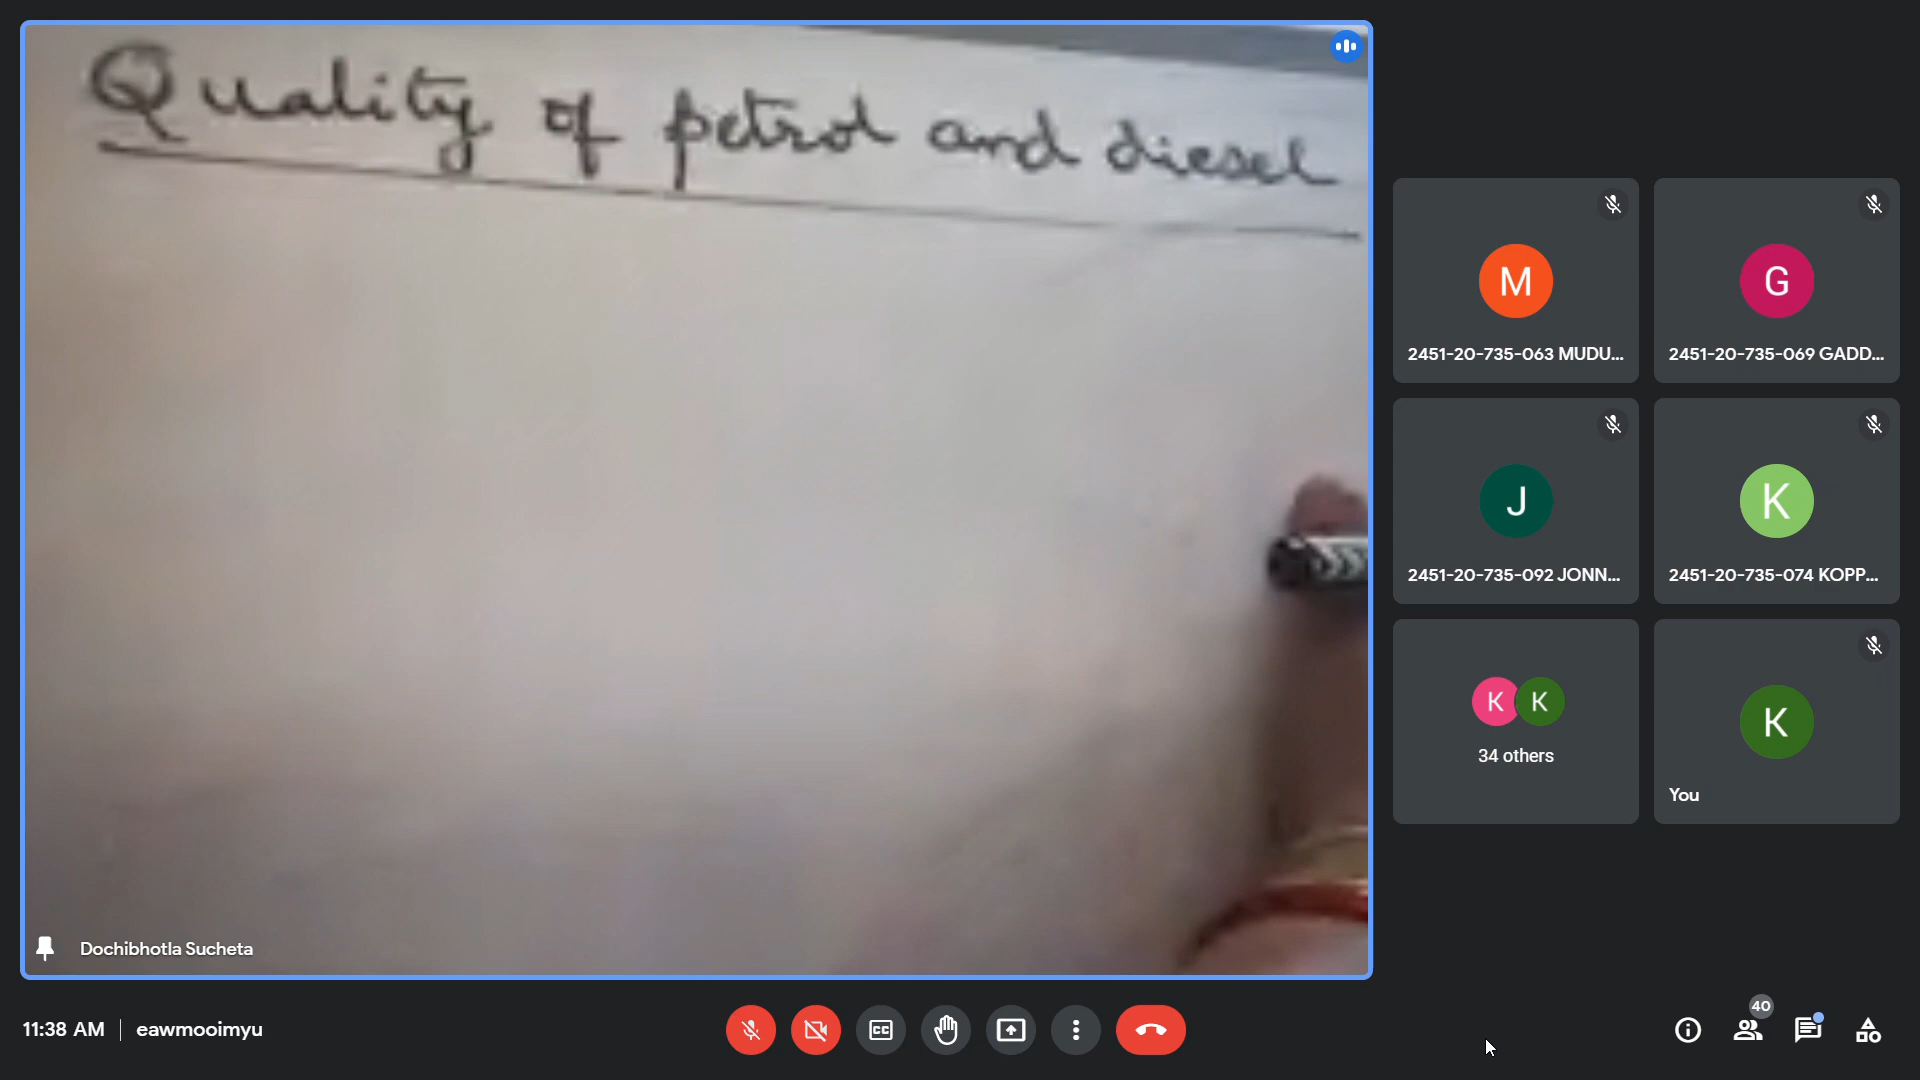 Quality of petrol and diesel
2451-20-735-063 MUDU...
2451-20-735-069 GADD...
2451-20-735-092 JONN...
2451-20-735-074 KOPP...
34 others
You
M
G
J
K
K
K
K
Dochibhotla Sucheta
11:38 AM
eawmooimyu
CC
40